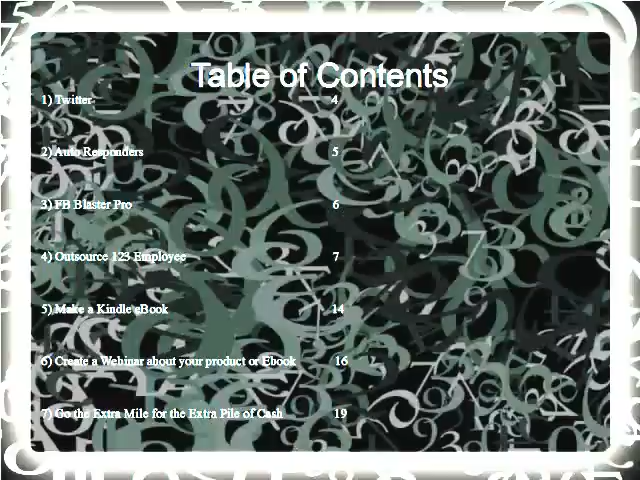 Table of Contents
1) Twitter 4
2) Auto Responders 5
3) FB Blaster Pro 6
4) Outsource 123 Employee 7
5) Make a Kindle eBook 14
6) Create a Webinar about your product or Ebook 16
7) Go the Extra Mile for the Extra Pile of Cash 19